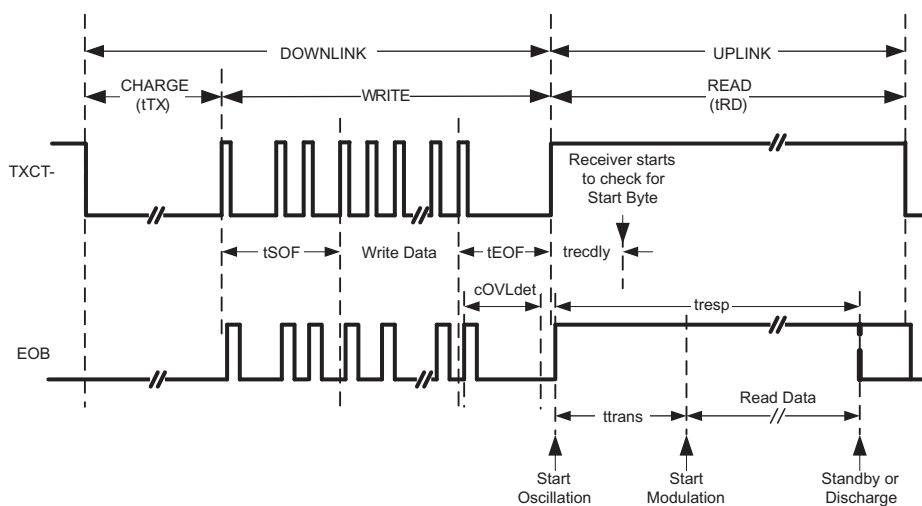 DOWNLINK
UPLINK
CHARGE
(tTX)
WRITE
READ
(tRD)
TXCT-
Receiver starts
to check for
Start Byte
tSOF
Write Data
tEOF
trecdly
cOVLdet
tresp
EOB
ttrans
Read Data
Start
Oscillation
Start
Modulation
Standby or
Discharge